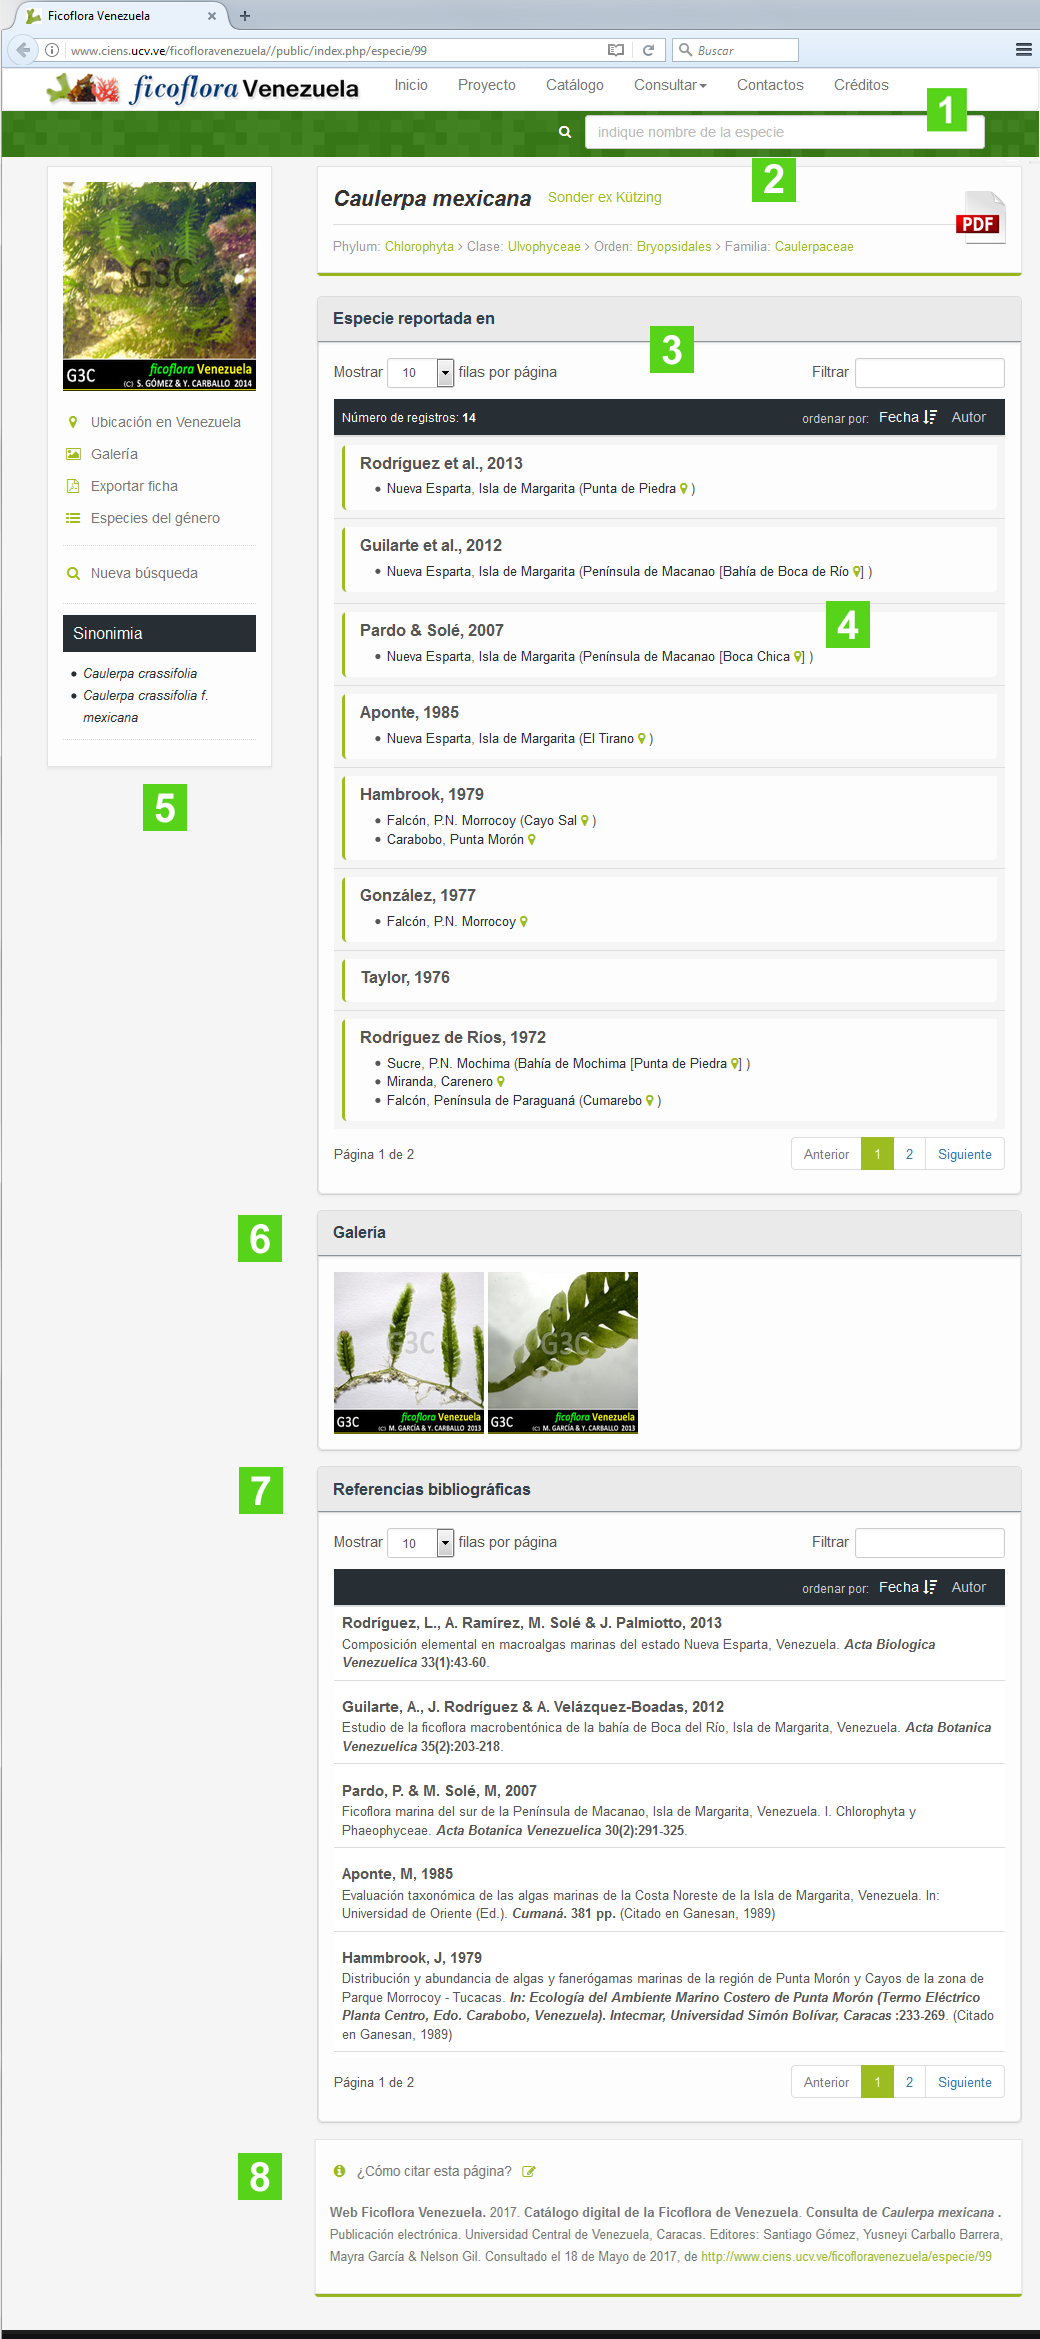 Ficoflora Venezuela
www.ciens.ucv.ve/ficofloravenezuela//public/index.php/especie/99
Buscar
ficoflora Venezuela
Inicio Proyecto Catálogo Consultar Contactos Créditos
1
indique nombre de la especie
2
Caulerpa mexicana Sonder ex Kützing
PDF
Phylum: Chlorophyta > Clase: Ulvophyceae > Orden: Bryopsidales > Familia: Caulerpaceae
G3C
G3C
ficoflora Venezuela
(C) S. GÓMEZ & Y. CARBALLO 2014
Ubicación en Venezuela
Galería
Exportar ficha
Especies del género
Nueva búsqueda
Sinonimia
• Caulerpa crassifolia
• Caulerpa crassifolia f.
mexicana
5
Especie reportada en
3
Mostrar 10 filas por página
Filtrar
Número de registros: 14
ordenar por: Fecha Autor
Rodríguez et al., 2013
• Nueva Esparta, Isla de Margarita (Punta de Piedra )
Guilarte et al., 2012
• Nueva Esparta, Isla de Margarita (Península de Macanao [Bahía de Boca de Río ] )
4
Pardo & Solé, 2007
• Nueva Esparta, Isla de Margarita (Península de Macanao [Boca Chica ] )
Aponte, 1985
• Nueva Esparta, Isla de Margarita (El Tirano )
Hambrook, 1979
• Falcón, P.N. Morrocoy (Cayo Sal )
• Carabobo, Punta Morón
González, 1977
• Falcón, P.N. Morrocoy
Taylor, 1976
Rodríguez de Ríos, 1972
• Sucre, P.N. Mochima (Bahía de Mochima [Punta de Piedra ] )
• Miranda, Carenero
• Falcón, Península de Paraguaná (Cumarebo )
Página 1 de 2
Anterior 1 2 Siguiente
6
Galería
G3C
G3C
ficoflora Venezuela
(C) M. GARCÍA & Y. CARBALLO 2013
G3C
G3C
ficoflora Venezuela
(C) M. GARCÍA & Y. CARBALLO 2013
7
Referencias bibliográficas
Mostrar 10 filas por página
Filtrar
ordenar por: Fecha Autor
Rodríguez, L., A. Ramírez, M. Solé & J. Palmiotto, 2013
Composición elemental en macroalgas marinas del estado Nueva Esparta, Venezuela. Acta Biologica
Venezuelica 33(1):43-60.
Guilarte, A., J. Rodríguez & A. Velázquez-Boadas, 2012
Estudio de la ficoflora macrobentónica de la bahía de Boca del Río, Isla de Margarita, Venezuela. Acta Botanica
Venezuelica 35(2):203-218.
Pardo, P. & M. Solé, M, 2007
Ficoflora marina del sur de la Península de Macanao, Isla de Margarita, Venezuela. I. Chlorophyta y
Phaeophyceae. Acta Botanica Venezuelica 30(2):291-325.
Aponte, M, 1985
Evaluación taxonómica de las algas marinas de la Costa Noreste de la Isla de Margarita, Venezuela. In:
Universidad de Oriente (Ed.). Cumaná. 381 pp. (Citado en Ganesan, 1989)
Hammbrook, J, 1979
Distribución y abundancia de algas y fanerógamas marinas de la región de Punta Morón y Cayos de la zona de
Parque Morrocoy - Tucacas. In: Ecología del Ambiente Marino Costero de Punta Morón (Termo Eléctrico
Planta Centro, Edo. Carabobo, Venezuela). Intecmar, Universidad Simón Bolívar, Caracas :233-269. (Citado
en Ganesan, 1989)
Página 1 de 2
Anterior 1 2 Siguiente
8
¿Cómo citar esta página?
Web Ficoflora Venezuela. 2017. Catálogo digital de la Ficoflora de Venezuela. Consulta de Caulerpa mexicana .
Publicación electrónica. Universidad Central de Venezuela, Caracas. Editores: Santiago Gómez, Yusneyi Carballo Barrera,
Mayra García & Nelson Gil. Consultado el 18 de Mayo de 2017, de http://www.ciens.ucv.ve/ficofloravenezuela/especie/99